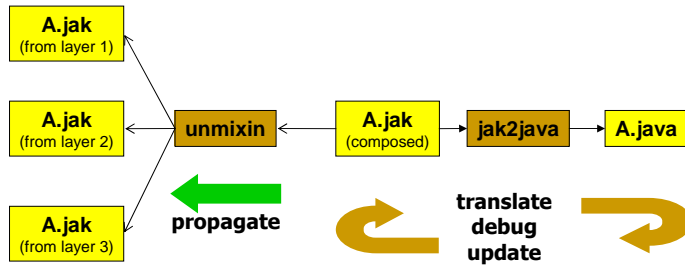 A.jak
(from layer 1)
A.jak
(from layer 2)
A.jak
(from layer 3)
unmixin
A.jak
(composed)
jak2java
A.java
propagate
translate
debug
update